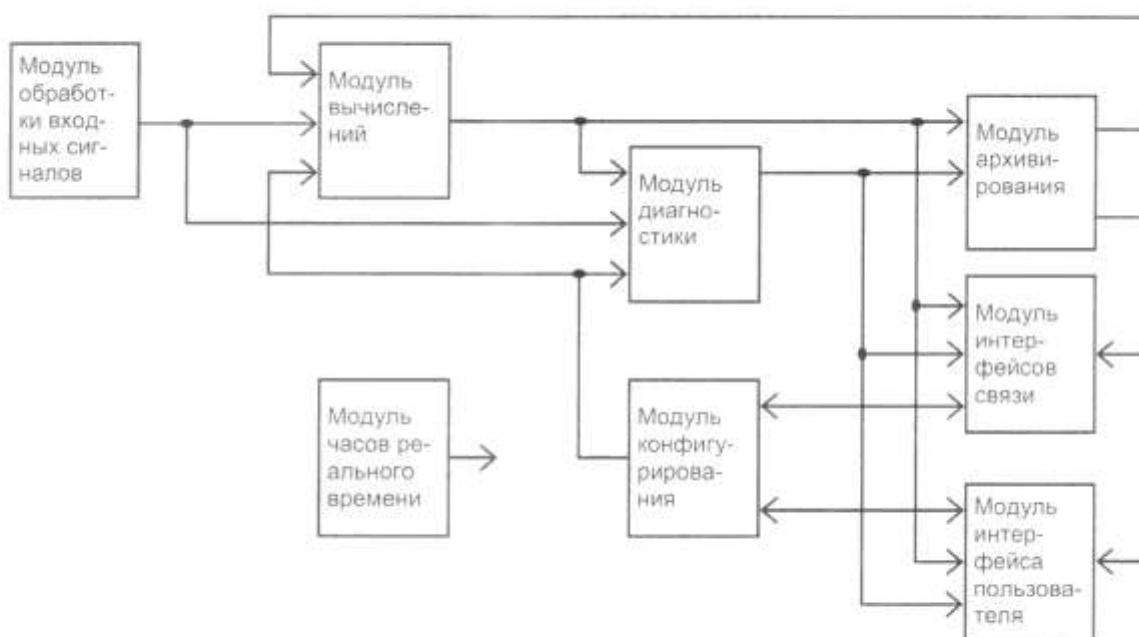 Модуль
обработ-
ки вход-
ных сиг-
налов
Модуль
вычисле-
ний
Модуль
диагно-
стики
Модуль
архиви-
рования
Модуль
интер-
фейсов
связи
Модуль
часов ре-
ального
времени
Модуль
конфигу-
рирова-
ния
Модуль
интер-
фейса
пользова-
теля